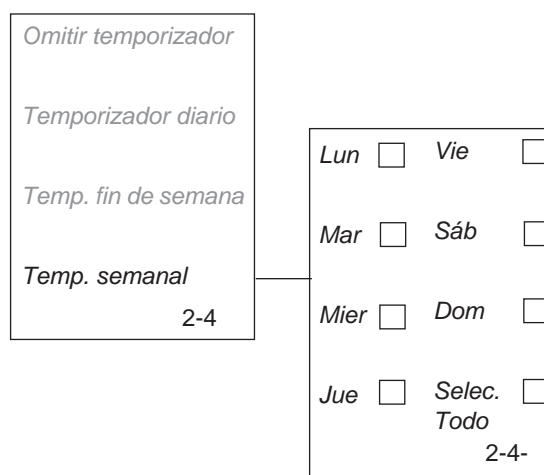 Omitir temporizador
Temporizador diario
Temp. fin de semana
Temp. semanal
2-4
Lun
Vie
Mar
Sáb
Mier
Dom
Jue
Selec.
Todo
2-4-